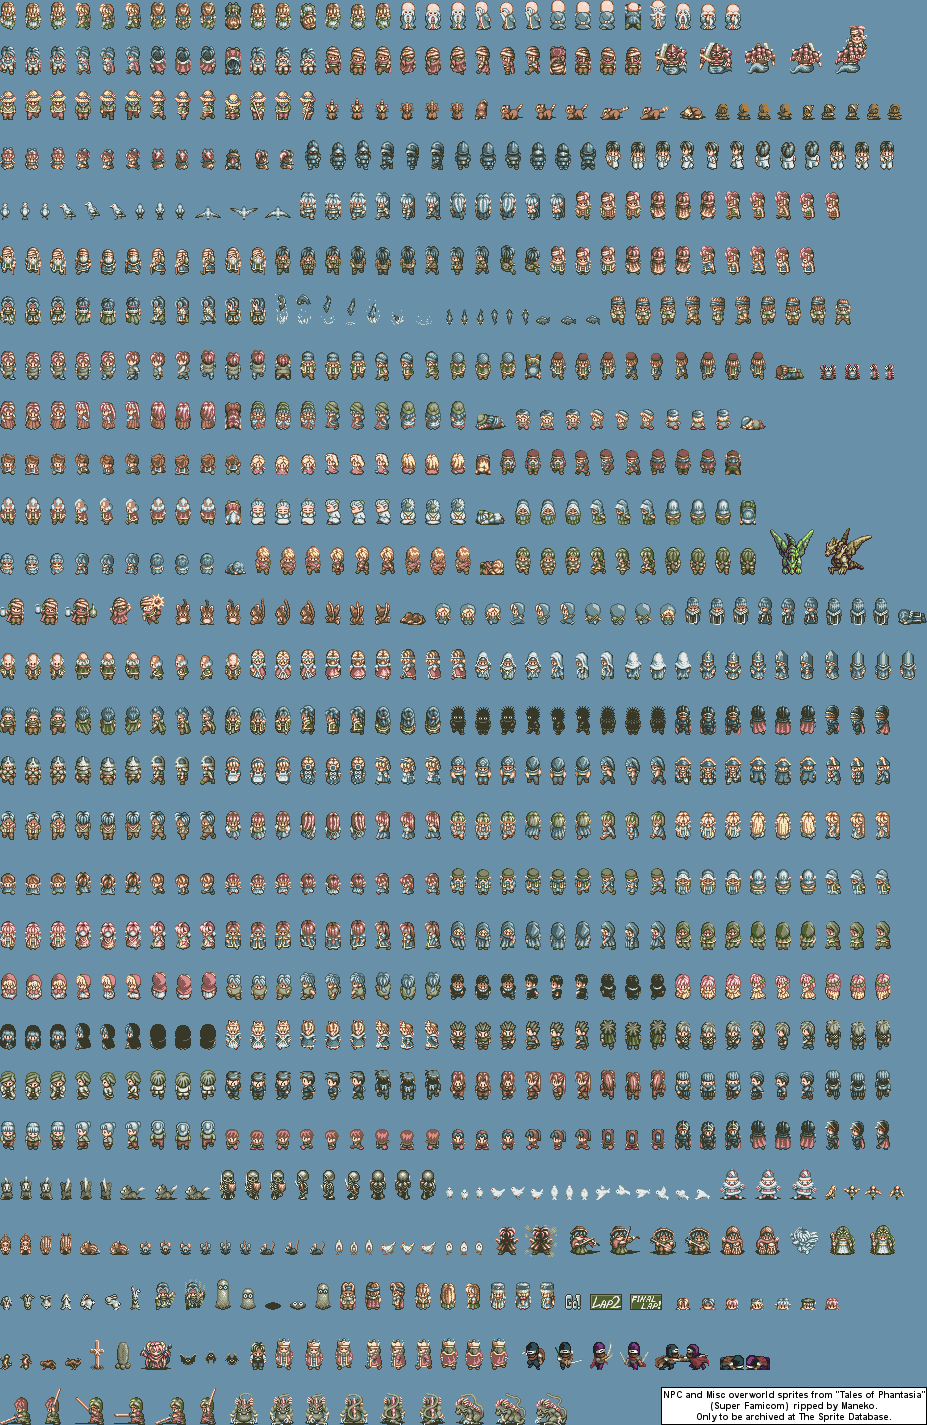 GO!
LAP2
FINAL
LAP!
NPC and Misc overworld sprites from "Tales of Phantasia"
(Super Famicom) ripped by Maneko.
Only to be archived at The Sprite Database.